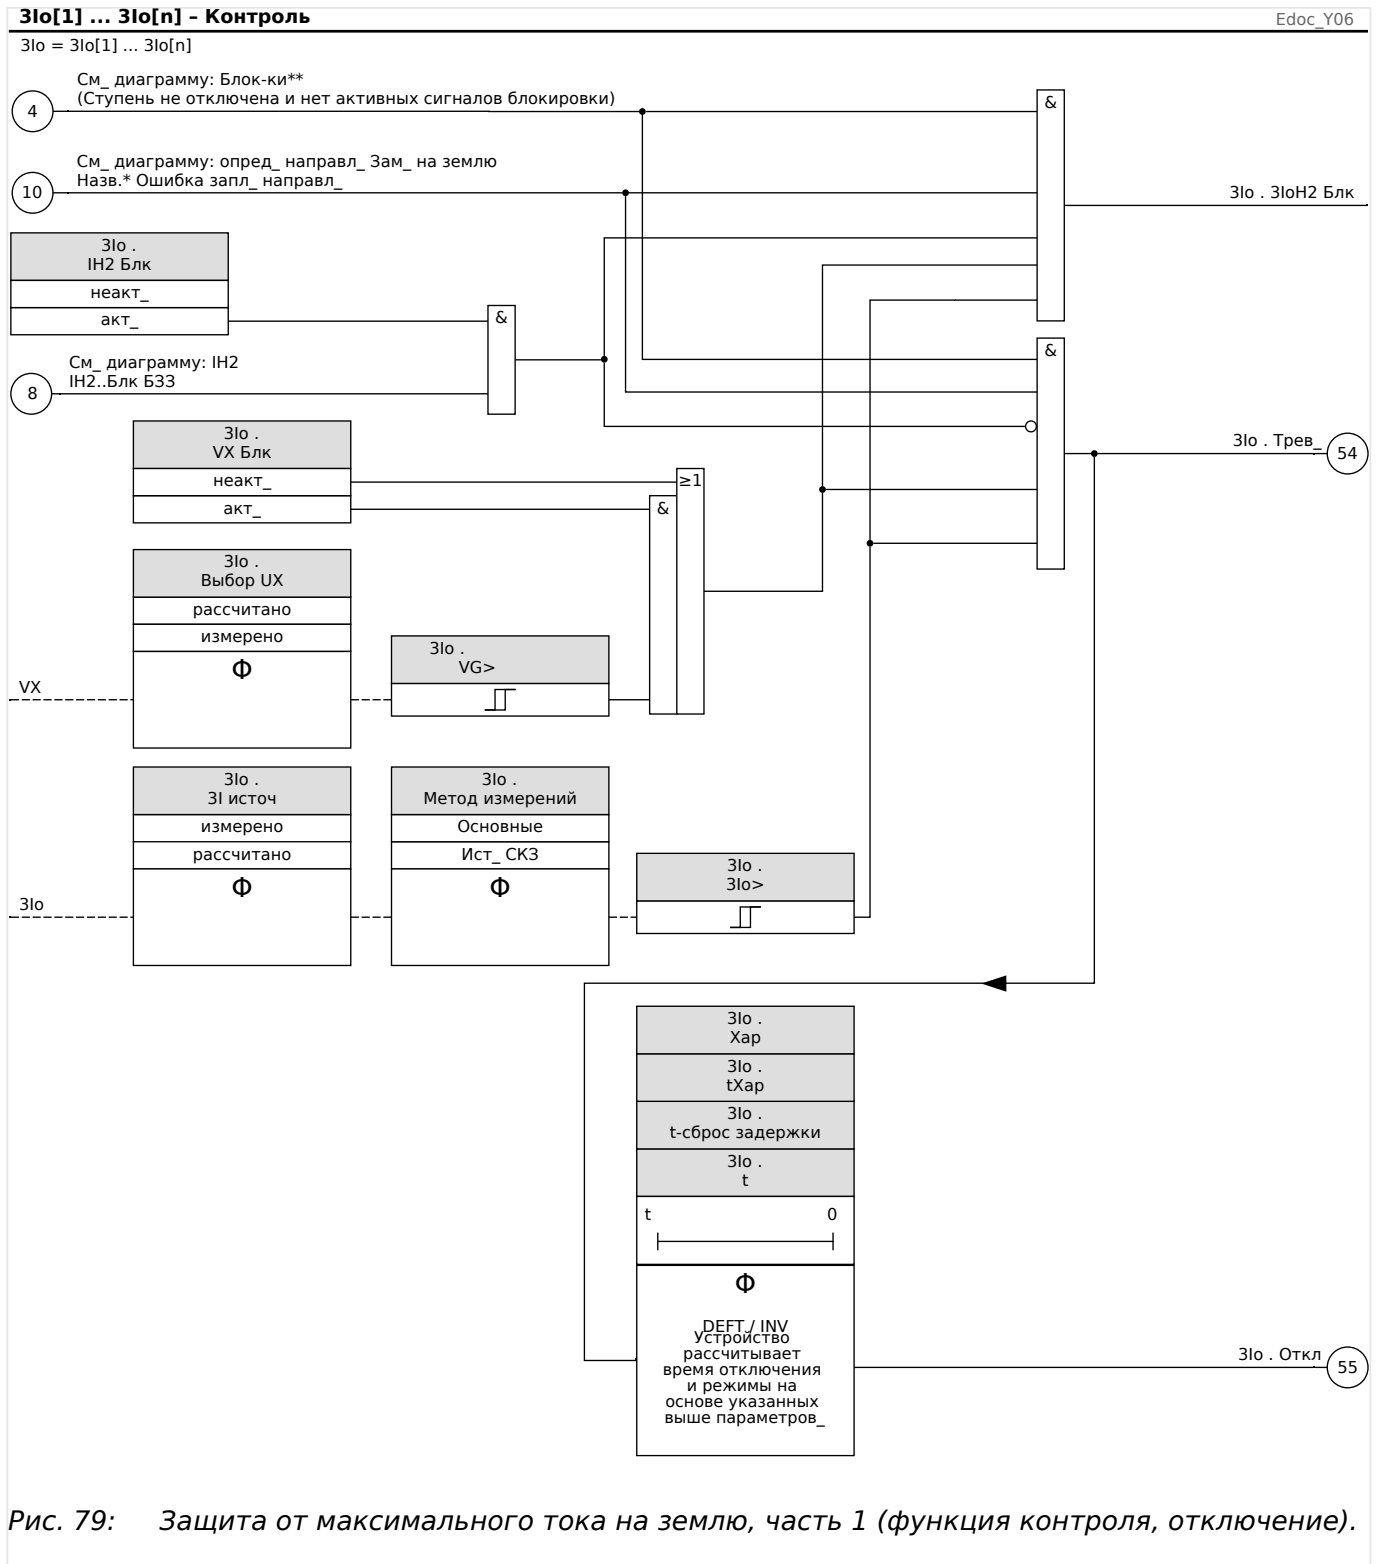 3Io[1] ... 3Io[n] – Контроль
Edoc_Y06
3Io = 3Io[1] ... 3Io[n]
См_ диаграмму: Блок-ки**
(Ступень не отключена и нет активных сигналов блокировки)
4
&
См_ диаграмму: опред_ направл_ Зам_ на землю
Назв.* Ошибка запл_ направл_
10
3Io . 3IoH2 Блк
3Io .
IH2 Блк
неакт_
акт_
&
См_ диаграмму: IH2
IH2..Блк БЗЗ
8
&
3Io .
VX Блк
неакт_
акт_
≥1
&
3Io . Трев_
54
3Io .
Выбор UX
рассчитано
измерено
Ф
VX
3Io .
VG>
3Io .
3I источ
измерено
рассчитано
Ф
3Io
3Io .
Метод измерений
Основные
Ист_ СКЗ
Ф
3Io .
3Io>
3Io .
Хар
3Io .
tХар
3Io .
t-сброс задержки
3Io .
t
t 0
Ф
DEFT / INV
Устройство
рассчитывает
время отключения
и режимы на
основе указанных
выше параметров_
3Io . Откл
55
Рис. 79: Защита от максимального тока на землю, часть 1 (функция контроля, отключение).